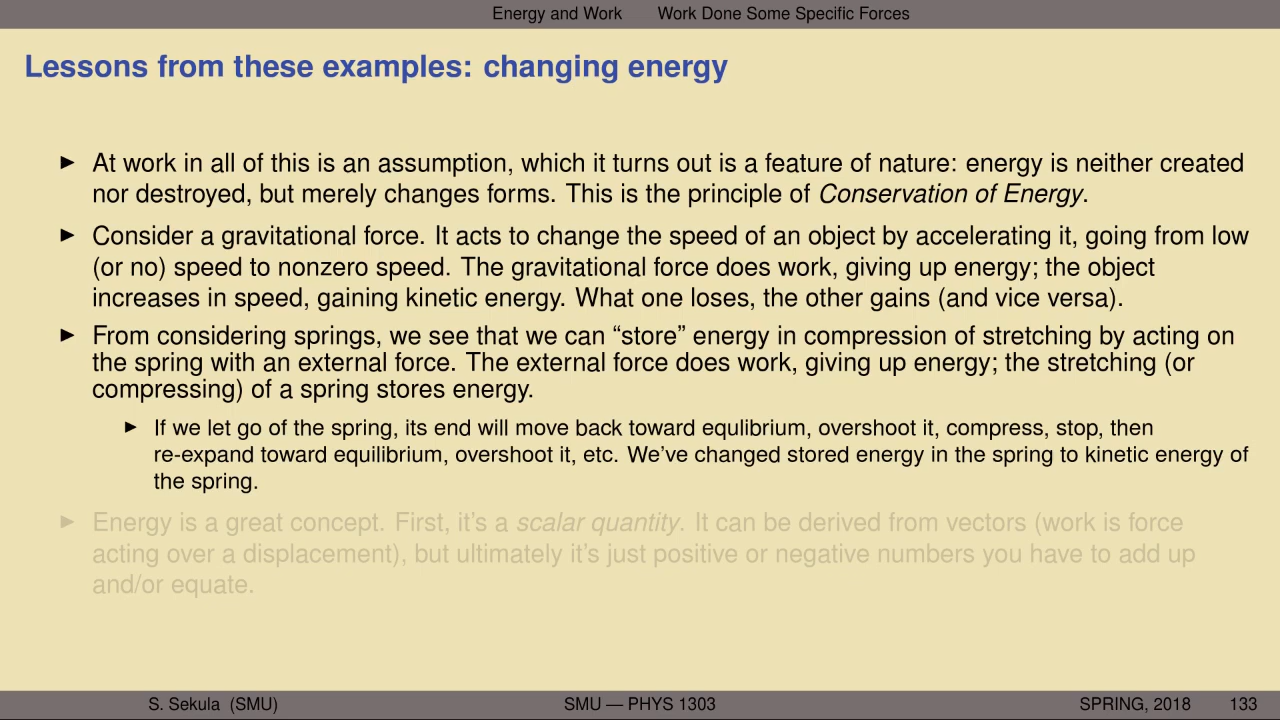 Energy and Work Work Done Some Specific Forces
Lessons from these examples: changing energy
▶ At work in all of this is an assumption, which it turns out is a feature of nature: energy is neither created
nor destroyed, but merely changes forms. This is the principle of Conservation of Energy.
▶ Consider a gravitational force. It acts to change the speed of an object by accelerating it, going from low
(or no) speed to nonzero speed. The gravitational force does work, giving up energy; the object
increases in speed, gaining kinetic energy. What one loses, the other gains (and vice versa).
▶ From considering springs, we see that we can “store” energy in compression of stretching by acting on
the spring with an external force. The external force does work, giving up energy; the stretching (or
compressing) of a spring stores energy.
▶ If we let go of the spring, its end will move back toward equlibrium, overshoot it, compress, stop, then
re-expand toward equilibrium, overshoot it, etc. We’ve changed stored energy in the spring to kinetic energy of
the spring.
▶ Energy is a great concept. First, it’s a scalar quantity. It can be derived from vectors (work is force
acting over a displacement), but ultimately it’s just positive or negative numbers you have to add up
and/or equate.
S. Sekula (SMU) SMU — PHYS 1303 SPRING, 2018 133